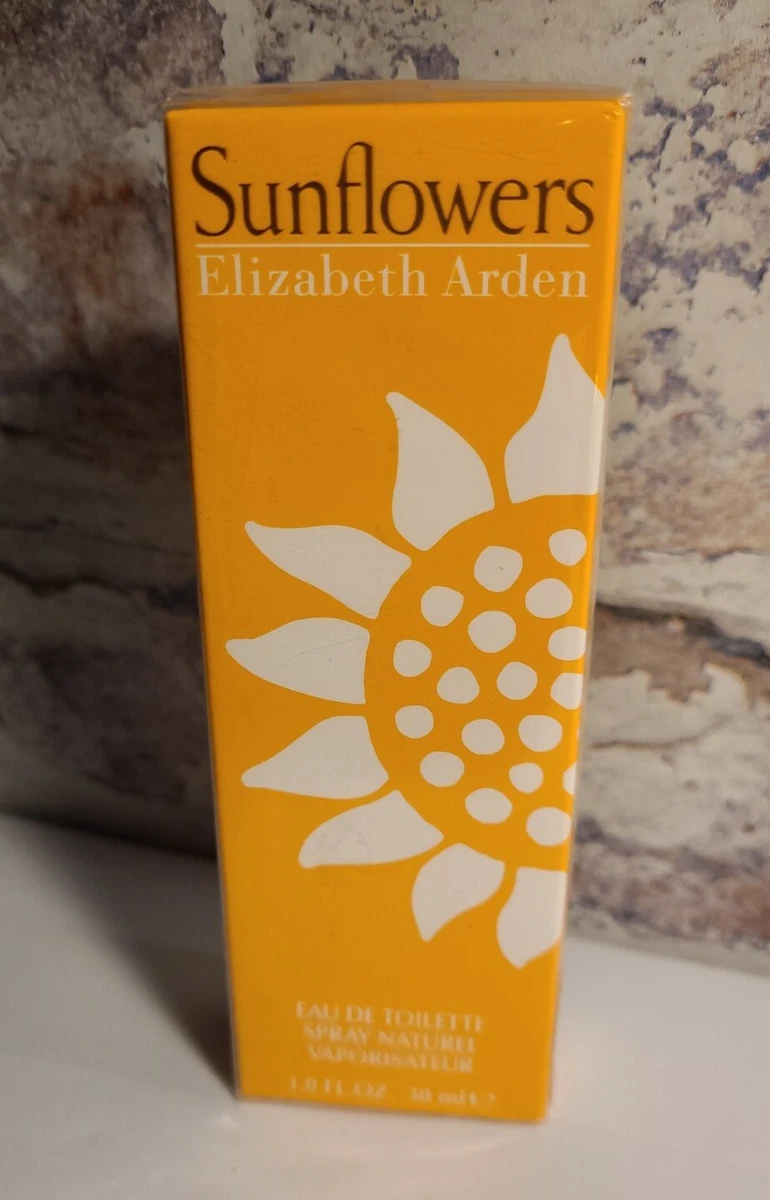 Sunflowers
Elizabeth Arden
EAU DE TOILETTE
SPRAY NATUREL
VAPORISATEUR
1.0 FL.OZ. 30 ml ℮